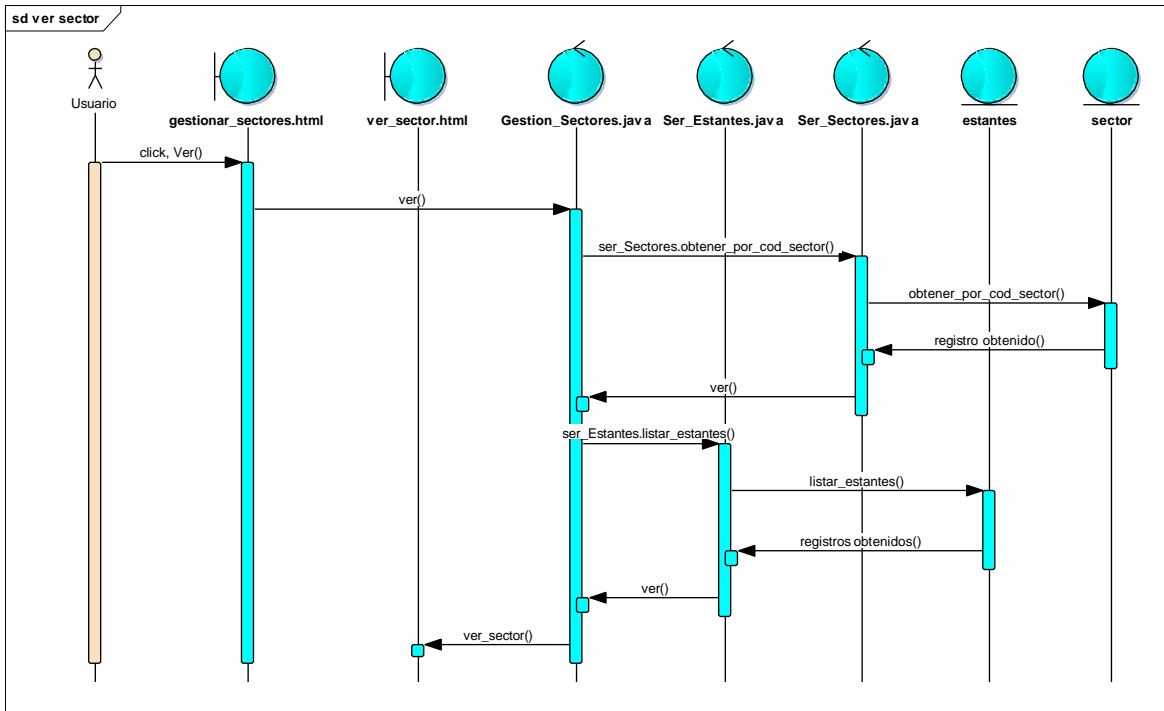 sd ver sector
Usuario
gestionar_sectores.html
ver_sector.html
Gestion_Sectores.java
Ser_Estantes.java
Ser_Sectores.java
estantes
sector
click, Ver()
ver()
ser_Sectores.obtener_por_cod_sector()
obtener_por_cod_sector()
registro obtenido()
ver()
ser_Estantes.listar_estantes()
listar_estantes()
registros obtenidos()
ver()
ver_sector()